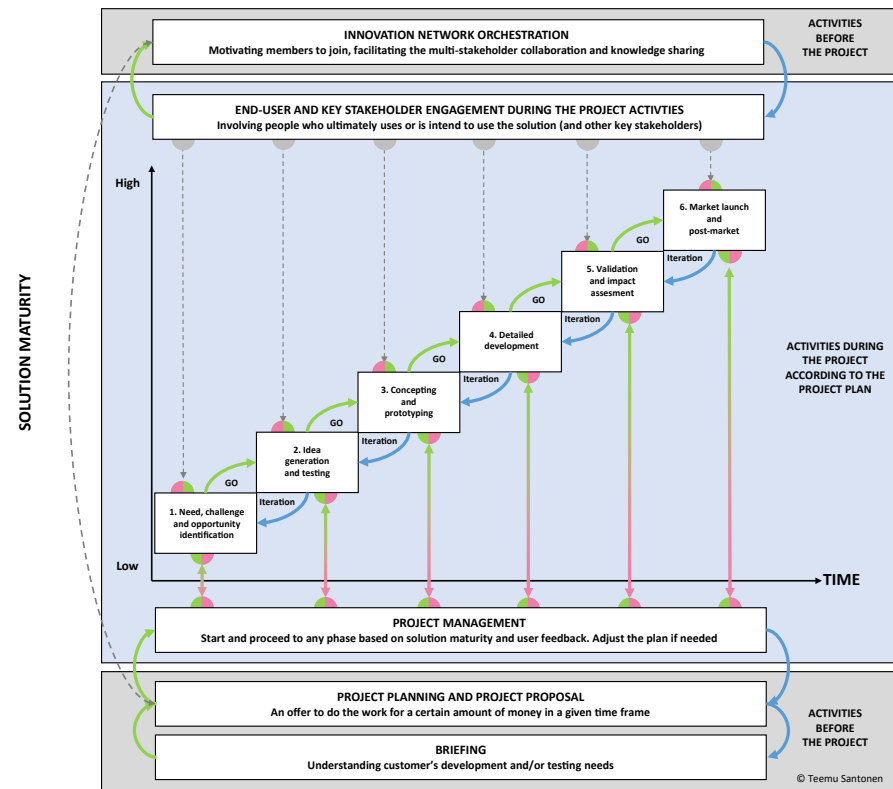 INNOVATION NETWORK ORCHESTRATION
Motivating members to join, facilitating the multi-stakeholder collaboration and knowledge sharing
ACTIVITIES
BEFORE
THE PROJECT
END-USER AND KEY STAKEHOLDER ENGAGEMENT DURING THE PROJECT ACTIVTIES
Involving people who ultimately uses or is intend to use the solution (and other key stakeholders)
SOLUTION MATURITY
High
6. Market launch
and
post-market
GO
Iteration
5. Validation
and impact
assesment
GO
Iteration
4. Detailed
development
GO
Iteration
3. Concepting
and
prototyping
GO
Iteration
2. Idea
generation
and testing
GO
Iteration
1. Need, challenge
and opportunity
identification
Low
TIME
ACTIVITIES DURING
THE PROJECT
ACCORDING TO THE
PROJECT PLAN
PROJECT MANAGEMENT
Start and proceed to any phase based on solution maturity and user feedback. Adjust the plan if needed
PROJECT PLANNING AND PROJECT PROPOSAL
An offer to do the work for a certain amount of money in a given time frame
ACTIVITIES
BEFORE
THE PROJECT
BRIEFING
Understanding customer's development and/or testing needs
© Teemu Santonen